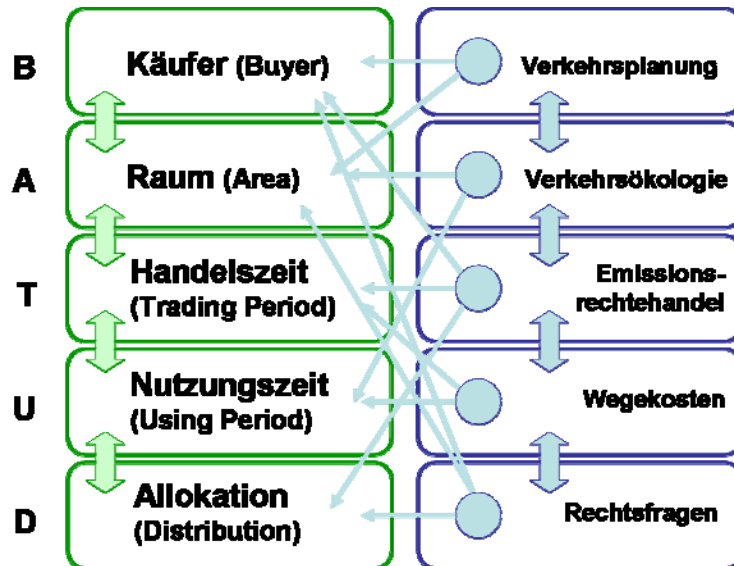 B
Käufer (Buyer)
Verkehrsplanung
A
Raum (Area)
Verkehrsökologie
T
Handelszeit
(Trading Period)
Emissions-
rechtehandel
U
Nutzungszeit
(Using Period)
Wegekosten
D
Allokation
(Distribution)
Rechtsfragen